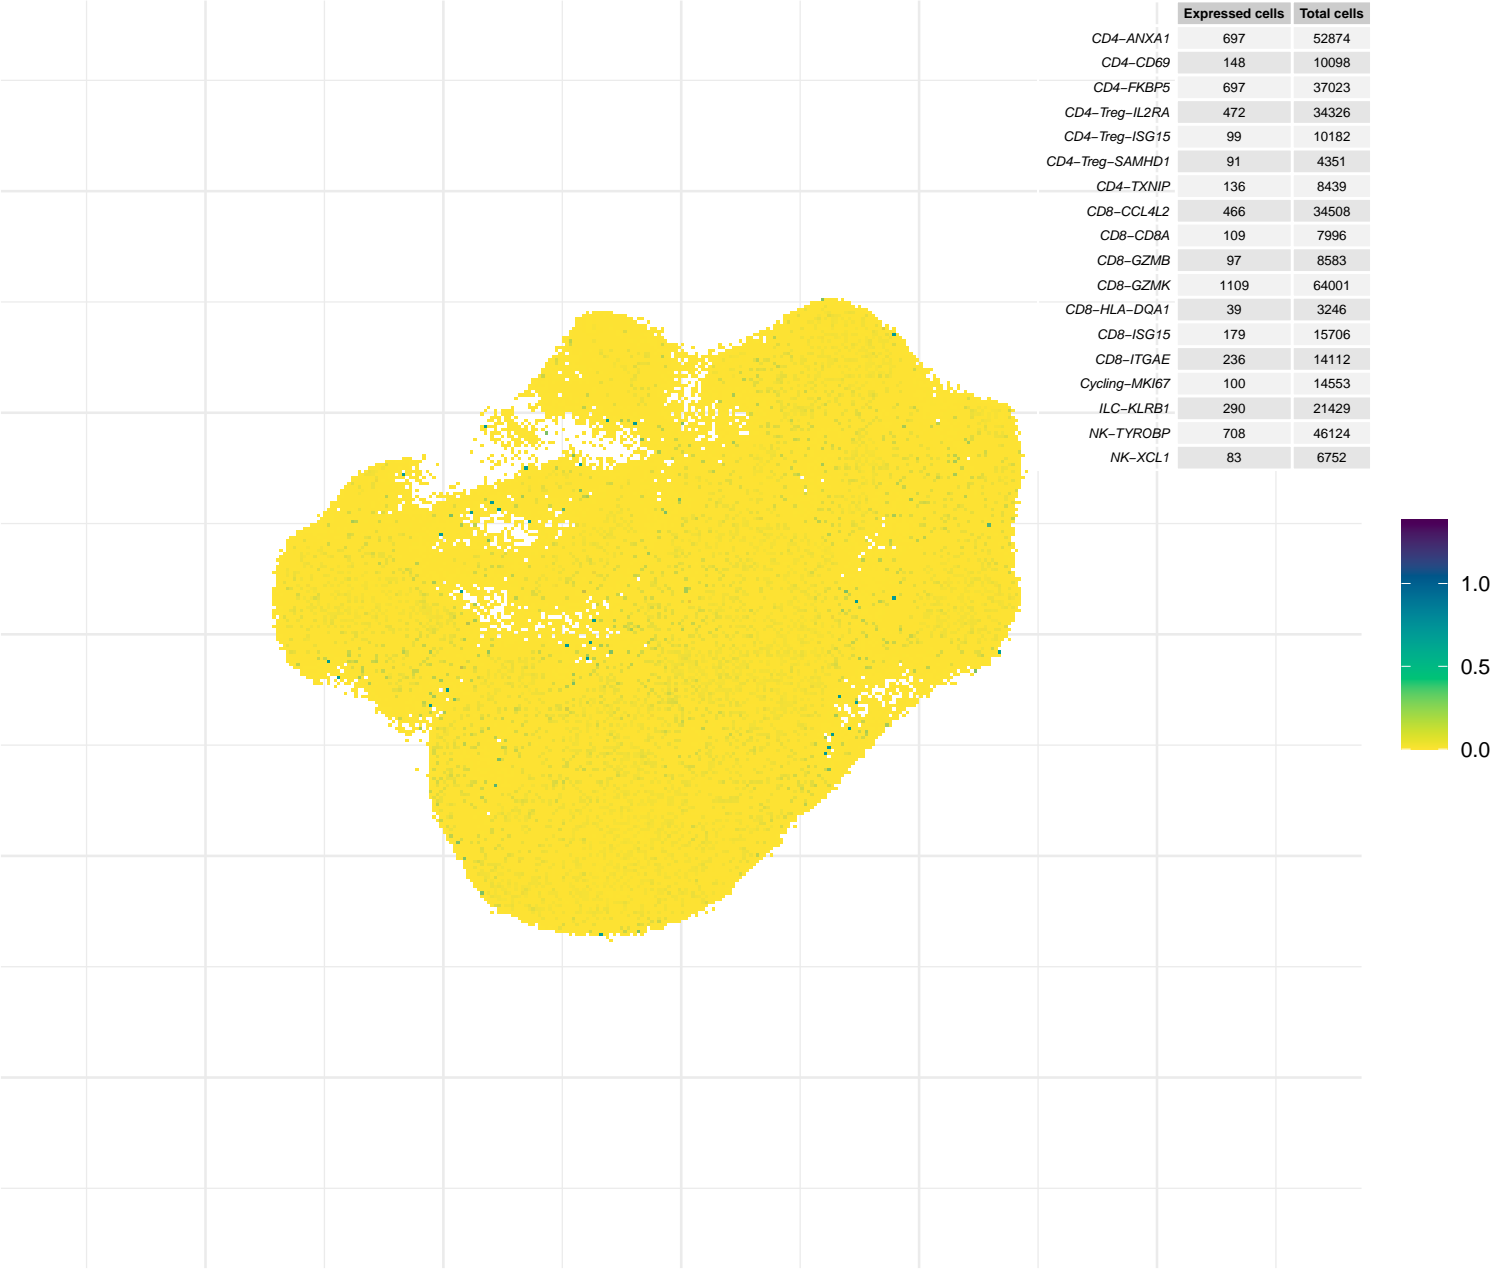 Expressed cells Total cells
CD4−ANXA1 697 52874
CD4−CD69 148 10098
CD4−FKBP5 697 37023
CD4−Treg−IL2RA 472 34326
CD4−Treg−ISG15 99 10182
CD4−Treg−SAMHD1 91 4351
CD4−TXNIP 136 8439
CD8−CCL4L2 466 34508
CD8−CD8A 109 7996
CD8−GZMB 97 8583
CD8−GZMK 1109 64001
CD8−HLA−DQA1 39 3246
CD8−ISG15 179 15706
CD8−ITGAE 236 14112
Cycling−MKI67 100 14553
ILC−KLRB1 290 21429
NK−TYROBP 708 46124
NK−XCL1 83 6752
1.0
0.5
0.0